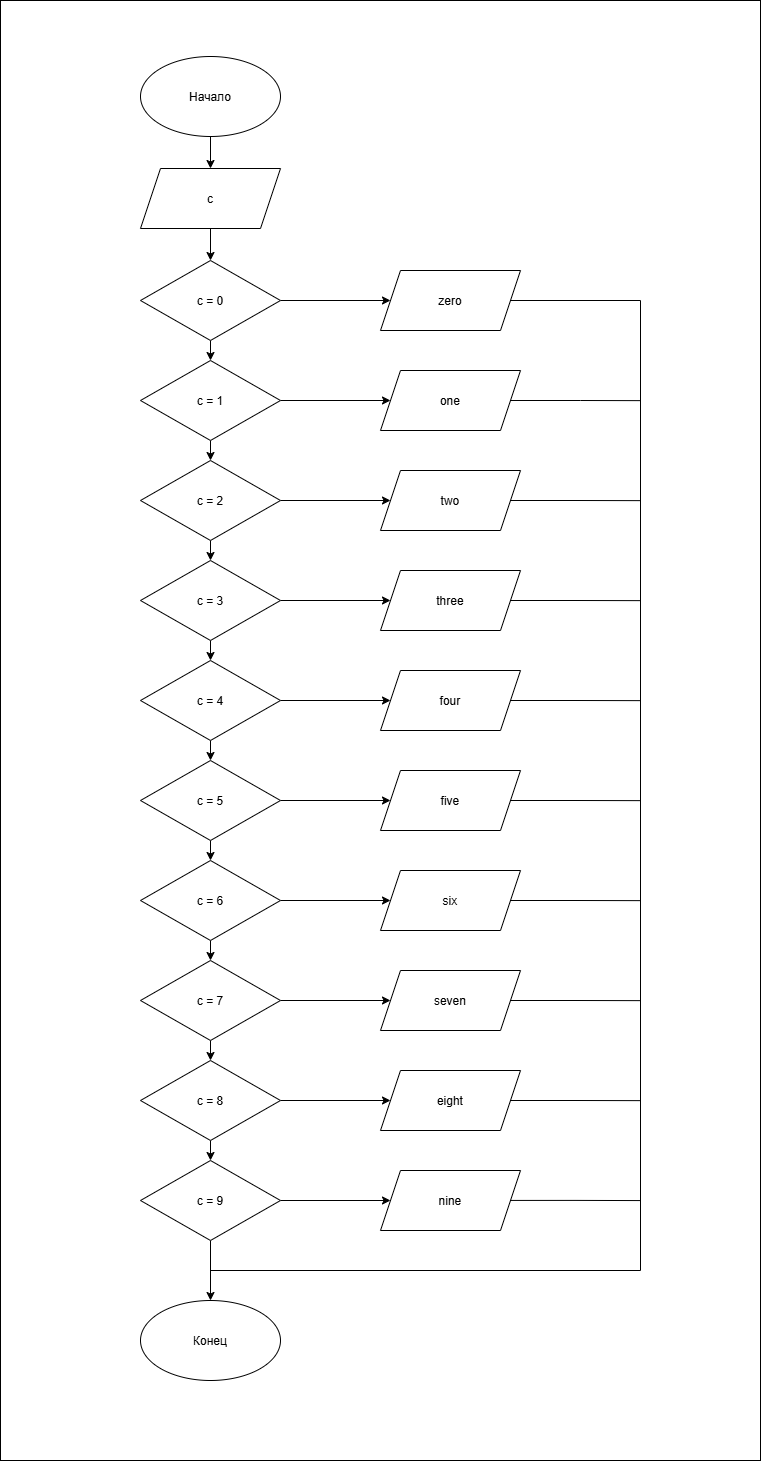 Начало
c
c = 0
zero
c = 1
one
c = 2
two
c = 3
three
c = 4
four
c = 5
five
c = 6
six
c = 7
seven
c = 8
eight
c = 9
nine
Конец